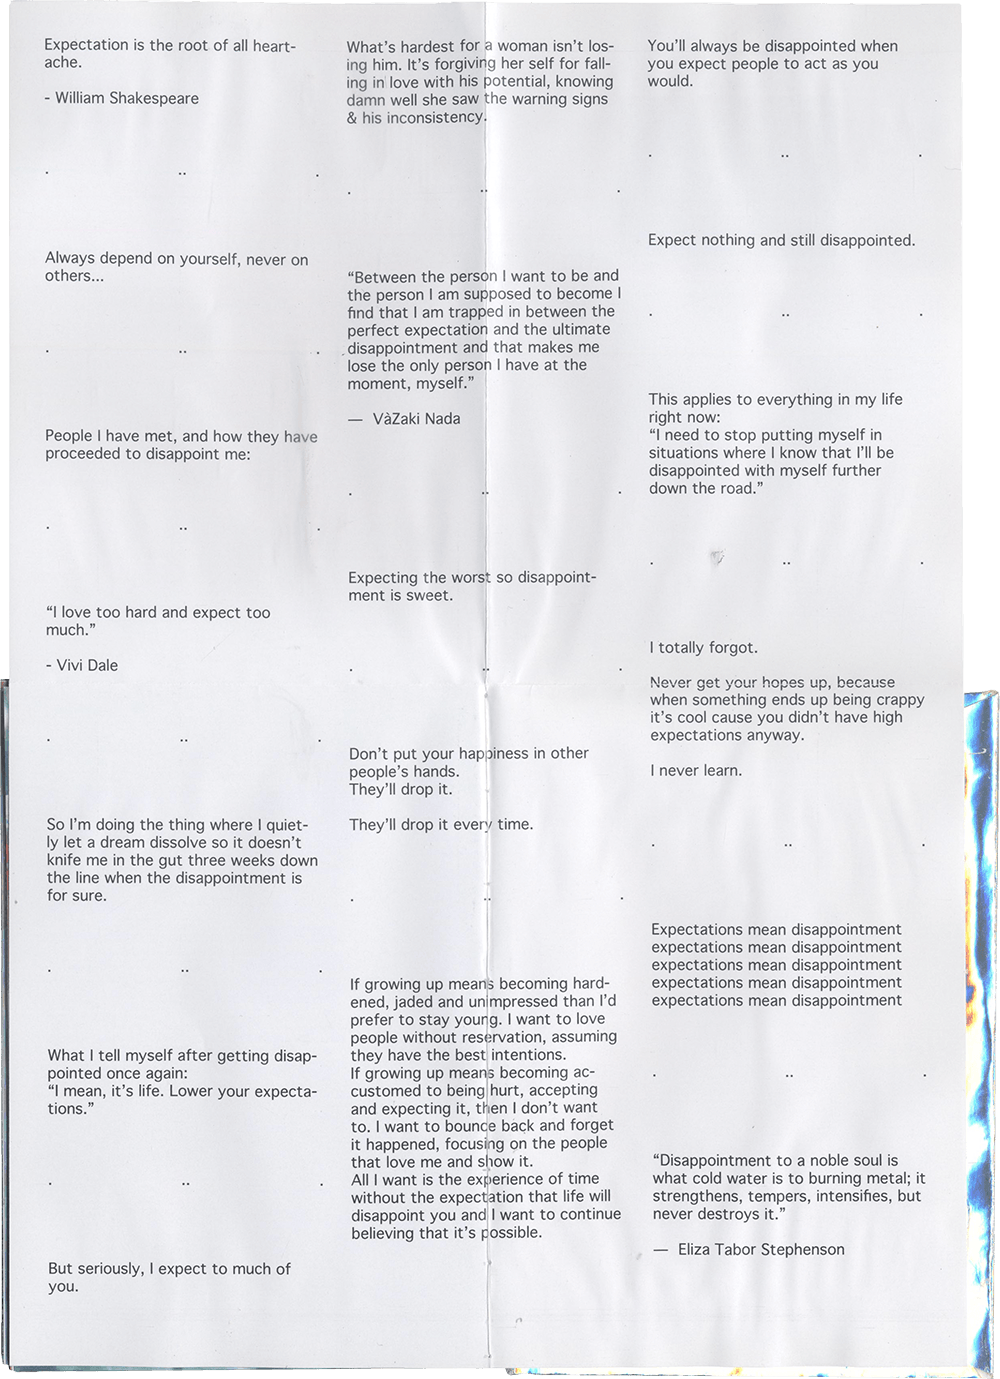 Expectation is the root of all heart-
ache.
- William Shakespeare
. .. .
Always depend on yourself, never on
others...
. .. .
People I have met, and how they have
proceeded to disappoint me:
. .. .
“I love too hard and expect too
much.”
- Vivi Dale
. .. .
So I’m doing the thing where I quiet-
ly let a dream dissolve so it doesn’t
knife me in the gut three weeks down
the line when the disappointment is
for sure.
. .. .
What I tell myself after getting disap-
pointed once again:
“I mean, it’s life. Lower your expecta-
tions.”
. .. .
But seriously, I expect to much of
you.
What’s hardest for a woman isn’t los-
ing him. It’s forgiving her self for fall-
ing in love with his potential, knowing
damn well she saw the warning signs
& his inconsistency.
. .. .
“Between the person I want to be and
the person I am supposed to become I
find that I am trapped in between the
perfect expectation and the ultimate
disappointment and that makes me
lose the only person I have at the
moment, myself.”
— VàZaki Nada
. .. .
Expecting the worst so disappoint-
ment is sweet.
. .. .
Don’t put your happiness in other
people’s hands.
They’ll drop it.
They’ll drop it every time.
. .. .
If growing up means becoming hard-
ened, jaded and unimpressed than I’d
prefer to stay young. I want to love
people without reservation, assuming
they have the best intentions.
If growing up means becoming ac-
customed to being hurt, accepting
and expecting it, then I don’t want
to. I want to bounce back and forget
it happened, focusing on the people
that love me and show it.
All I want is the experience of time
without the expectation that life will
disappoint you and I want to continue
believing that it’s possible.
You’ll always be disappointed when
you expect people to act as you
would.
. .. .
Expect nothing and still disappointed.
. .. .
This applies to everything in my life
right now:
“I need to stop putting myself in
situations where I know that I’ll be
disappointed with myself further
down the road.”
. .. .
I totally forgot.
Never get your hopes up, because
when something ends up being crappy
it’s cool cause you didn’t have high
expectations anyway.
I never learn.
. .. .
Expectations mean disappointment
expectations mean disappointment
expectations mean disappointment
expectations mean disappointment
expectations mean disappointment
. .. .
“Disappointment to a noble soul is
what cold water is to burning metal; it
strengthens, tempers, intensifies, but
never destroys it.”
— Eliza Tabor Stephenson